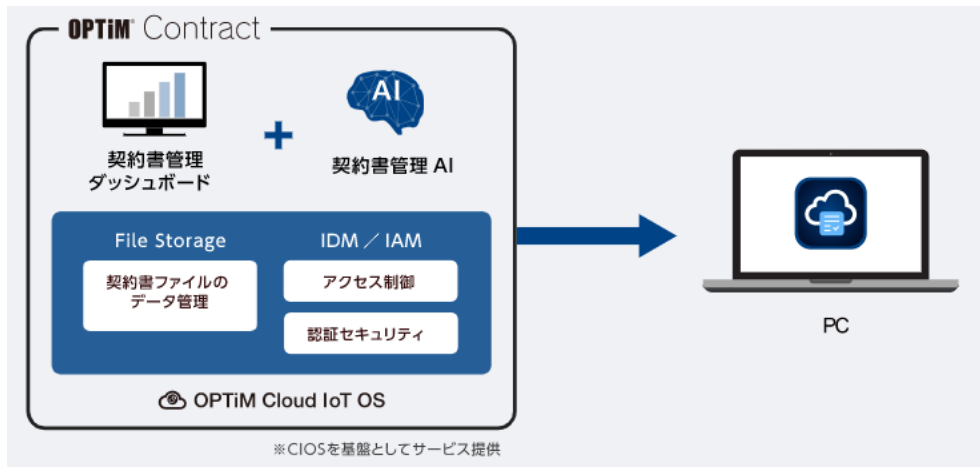 OPTiM® Contract
AI
契約書管理
ダッシュボード
契約書管理 AI
File Storage
IDM ／ IAM
契約書ファイルの
データ管理
アクセス制御
認証セキュリティ
OPTiM Cloud IoT OS
※CIOSを基盤としてサービス提供
PC